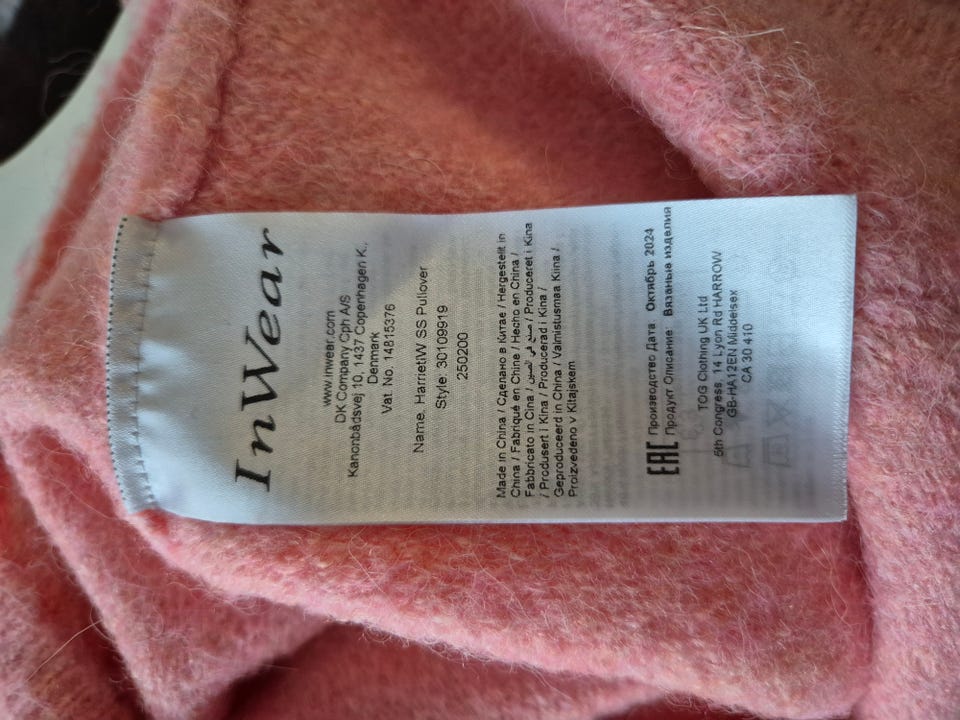 InWear
www.inwear.com
DK Company Cph A/S
Kanonbådsvej 10, 1437 Copenhagen K.,
Denmark
Vat. No. 14815376
Name. HarrietIW SS Pullover
Style. 30109919
250200
Made in China / Сделано в Китае / Hergestellt in
China / Fabriqué en Chine / Hecho en China /
Fabbricato in Cina / صنع في الصين / Produceret i Kina
/ Produsert i Kina / Producerad i Kina /
Geproduceerd in China / Valmistusmaa Kiina /
Proizvedeno v Kitajskem
EAC Производство Дата Октябрь 2024
Продукт Описание Вязаные изделия
TOG Clothing UK Ltd
5th Congress, 14 Lyon Rd HARROW
GB-HA12EN Middelsex
CA 30 410